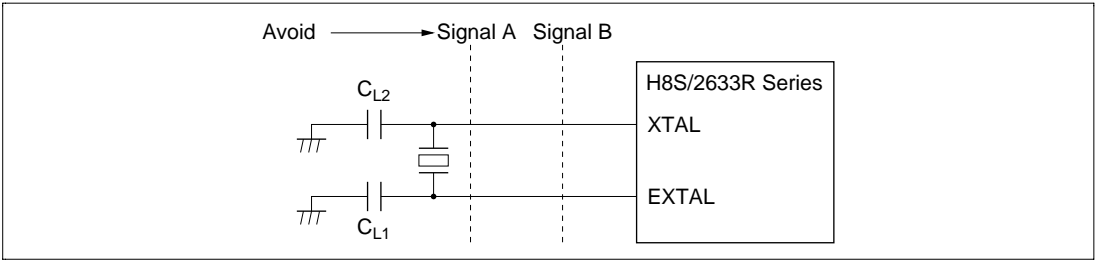 Avoid Signal A Signal B
H8S/2633R Series
CL2
XTAL
EXTAL
CL1